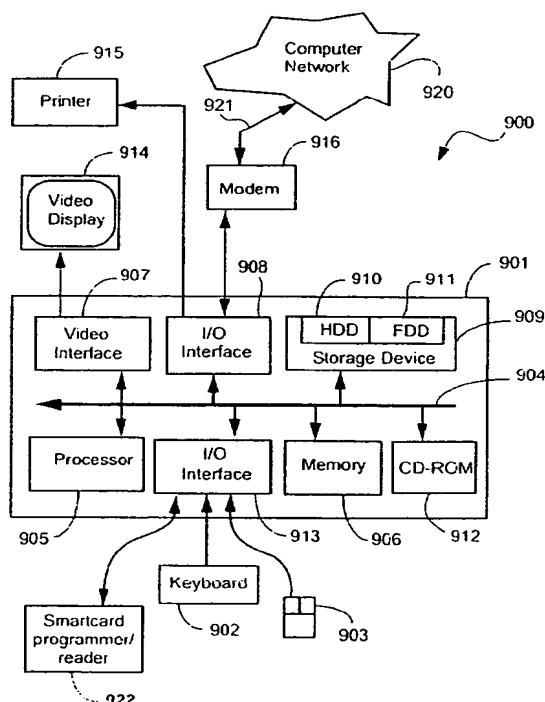 915
Printer
Computer
Network
920
921
900
914
Video
Display
916
Modem
907
908
910
911
901
Video
Interface
I/O
Interface
HDD
FDD
Storage Device
909
904
Processor
I/O
Interface
Memory
CD-ROM
905
913
906
912
Keyboard
902
903
Smartcard
programmer/
reader
922